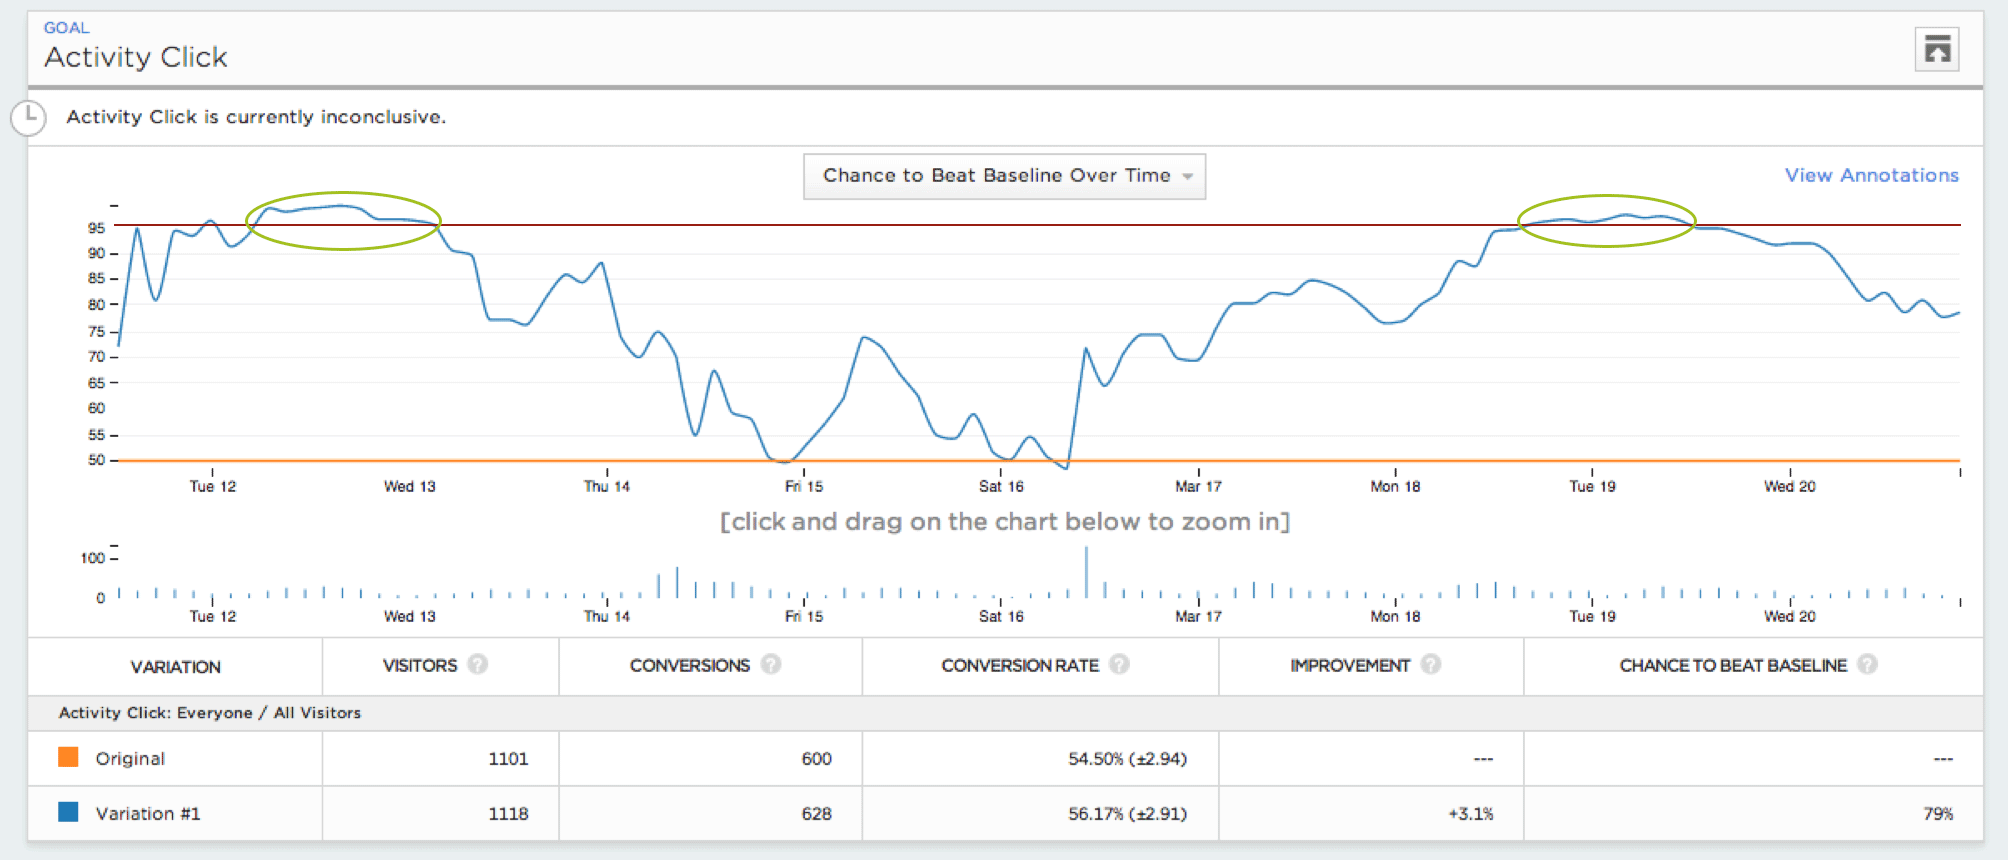 GOAL
Activity Click
Activity Click is currently inconclusive.
Chance to Beat Baseline Over Time
View Annotations
95
90
85
80
75
70
65
60
55
50
Tue 12 Wed 13 Thu 14 Fri 15 Sat 16 Mar 17 Mon 18 Tue 19 Wed 20
[click and drag on the chart below to zoom in]
100
0
Tue 12 Wed 13 Thu 14 Fri 15 Sat 16 Mar 17 Mon 18 Tue 19 Wed 20
VARIATION VISITORS ? CONVERSIONS ? CONVERSION RATE ? IMPROVEMENT ? CHANCE TO BEAT BASELINE ?
Activity Click: Everyone / All Visitors
Original 1101 600 54.50% (±2.94) --- ---
Variation #1 1118 628 56.17% (±2.91) +3.1% 79%